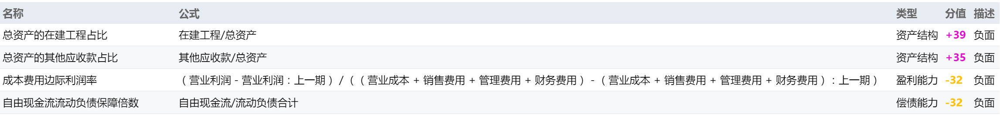 名称 公式 类型 分值 描述
总资产的在建工程占比 在建工程/总资产 资产结构 +39 负面
总资产的其他应收款占比 其他应收款/总资产 资产结构 +35 负面
成本费用边际利润率 （营业利润 - 营业利润：上一期）/（（营业成本 + 销售费用 + 管理费用 + 财务费用）-（营业成本 + 销售费用 + 管理费用 + 财务费用）：上一期） 盈利能力 -32 负面
自由现金流流动负债保障倍数 自由现金流/流动负债合计 偿债能力 -32 负面